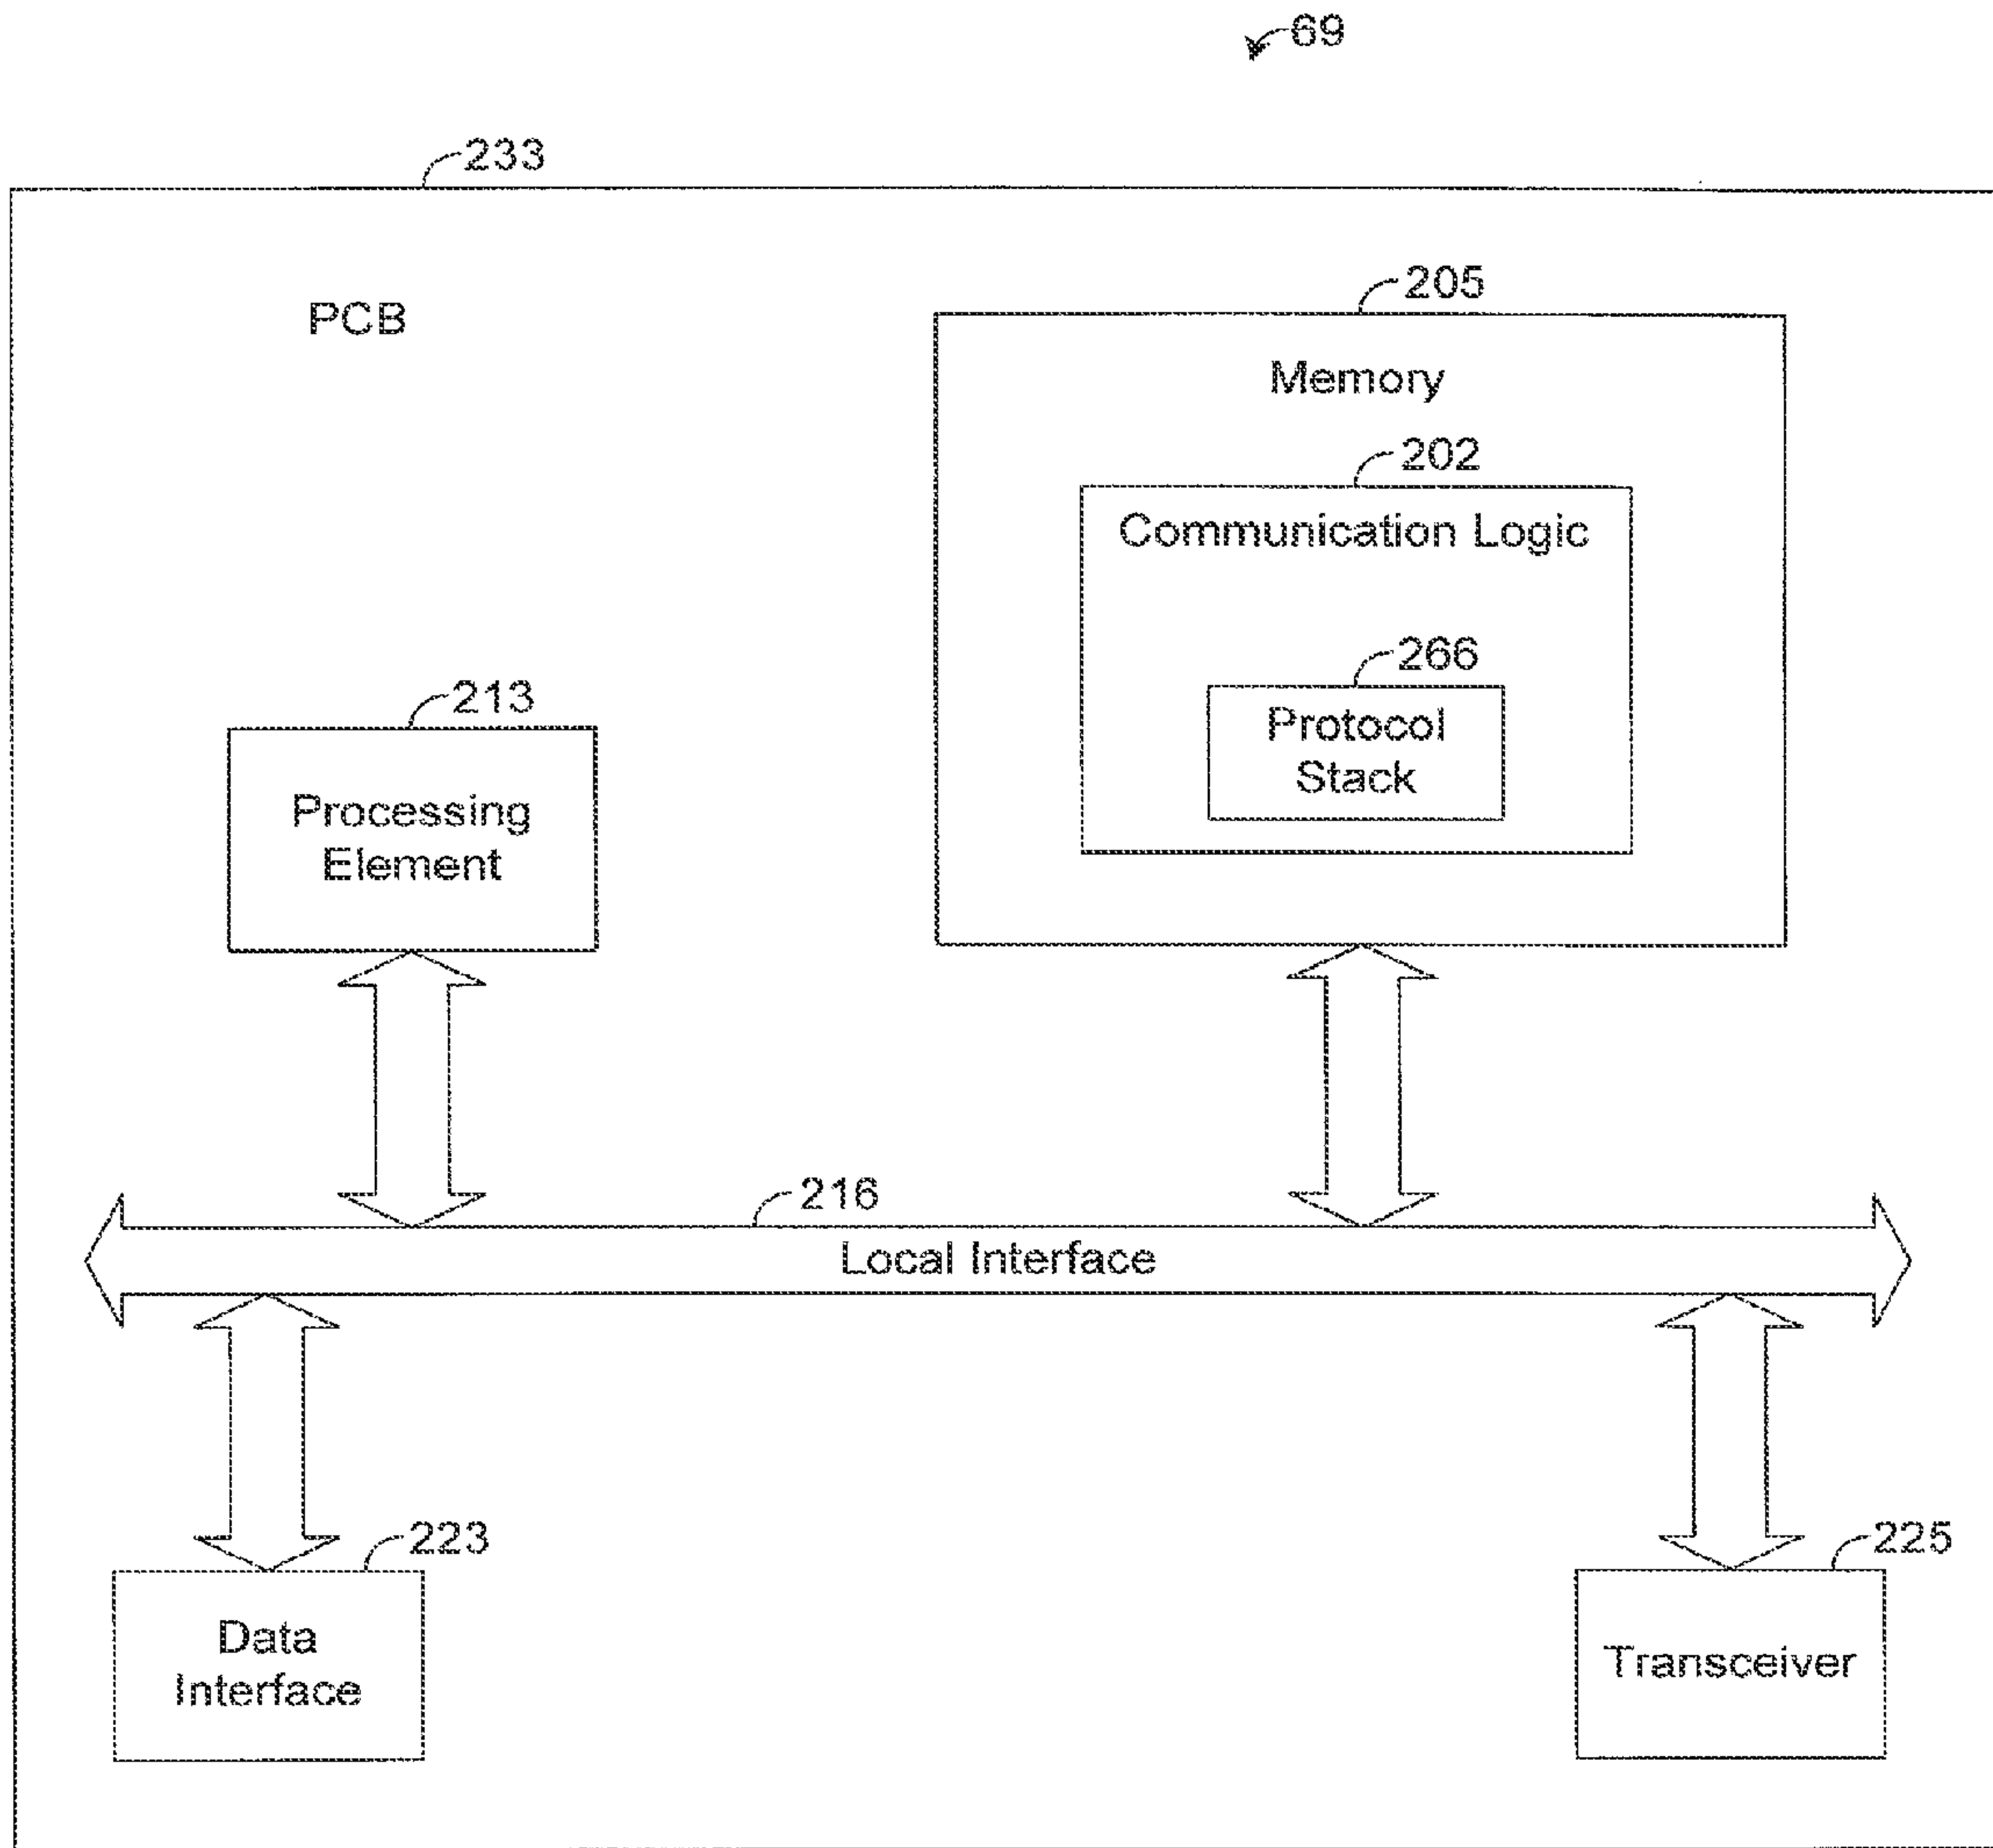 69
233
PCB
205
Memory
202
Communication Logic
266
Protocol
Stack
213
Processing
Element
216
Local Interface
223
Data
Interface
225
Transceiver